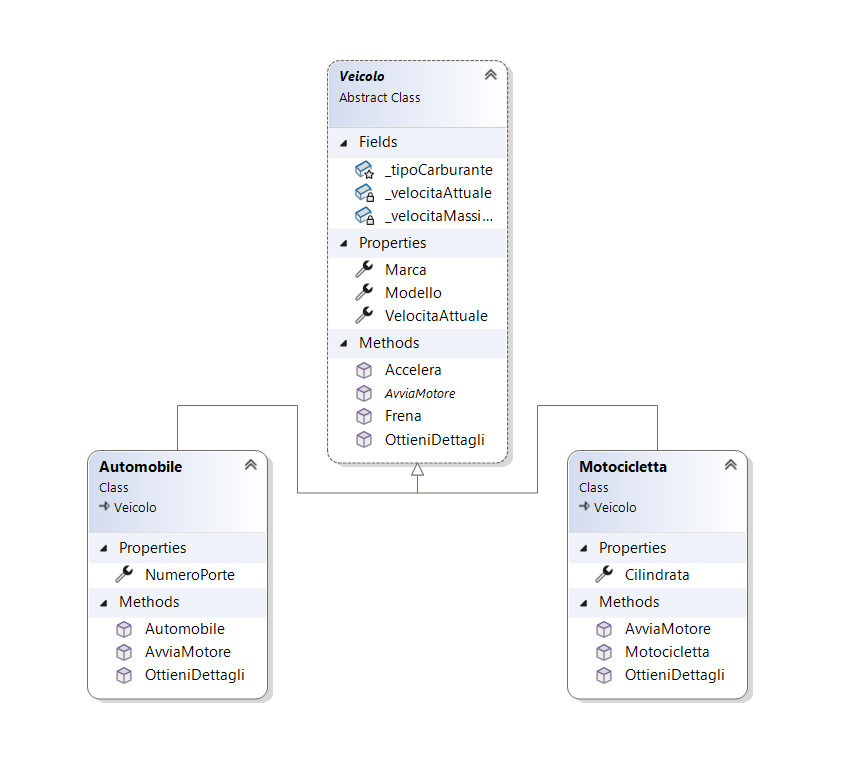 Veicolo
Abstract Class
Fields
_tipoCarburante
_velocitaAttuale
_velocitaMassi...
Properties
Marca
Modello
VelocitaAttuale
Methods
Accelera
AvviaMotore
Frena
OttieniDettagli
Automobile
Class
Veicolo
Properties
NumeroPorte
Methods
Automobile
AvviaMotore
OttieniDettagli
Motocicletta
Class
Veicolo
Properties
Cilindrata
Methods
AvviaMotore
Motocicletta
OttieniDettagli